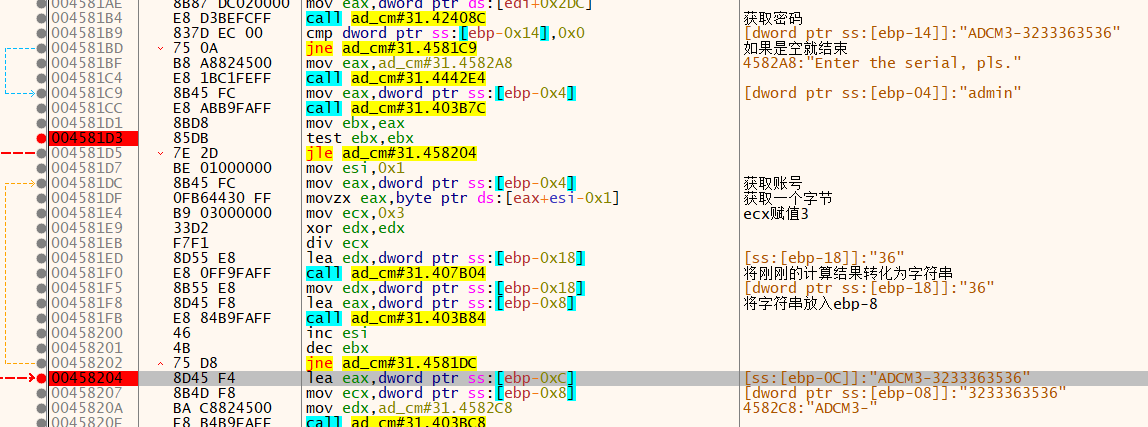 004581AE 8B87 DC020000 mov eax,dword ptr ds:[edi+0x2DC]
004581B4 E8 D3BEFCFF call ad_cm#31.42408C 获取密码
004581B9 837D EC 00 cmp dword ptr ss:[ebp-0x14],0x0 [dword ptr ss:[ebp-14]]:"ADCM3-3233363536"
004581BD 75 0A jne ad_cm#31.4581C9 如果是空就结束
004581BF B8 A8824500 mov eax,ad_cm#31.4582A8 4582A8:"Enter the serial, pls."
004581C4 E8 1BC1FEFF call ad_cm#31.4442E4
004581C9 8B45 FC mov eax,dword ptr ss:[ebp-0x4] [dword ptr ss:[ebp-04]]:"admin"
004581CC E8 ABB9FAFF call ad_cm#31.403B7C
004581D1 8BD8 mov ebx,eax
004581D3 85DB test ebx,ebx
004581D5 7E 2D jle ad_cm#31.458204
004581D7 BE 01000000 mov esi,0x1
004581DC 8B45 FC mov eax,dword ptr ss:[ebp-0x4] 获取账号
004581DF 0FB64430 FF movzx eax,byte ptr ds:[eax+esi-0x1] 获取一个字节
004581E4 B9 03000000 mov ecx,0x3 ecx赋值3
004581E9 33D2 xor edx,edx
004581EB F7F1 div ecx
004581ED 8D55 E8 lea edx,dword ptr ss:[ebp-0x18] [ss:[ebp-18]]:"36"
004581F0 E8 0FF9FAFF call ad_cm#31.407B04 将刚刚的计算结果转化为字符串
004581F5 8B55 E8 mov edx,dword ptr ss:[ebp-0x18] [dword ptr ss:[ebp-18]]:"36"
004581F8 8D45 F8 lea eax,dword ptr ss:[ebp-0x8] 将字符串放入ebp-8
004581FB E8 84B9FAFF call ad_cm#31.403B84
00458200 46 inc esi
00458201 4B dec ebx
00458202 75 D8 jne ad_cm#31.4581DC
00458204 8D45 F4 lea eax,dword ptr ss:[ebp-0xC] [ss:[ebp-0C]]:"ADCM3-3233363536"
00458207 8B4D F8 mov ecx,dword ptr ss:[ebp-0x8] [dword ptr ss:[ebp-08]]:"3233363536"
0045820A BA C8824500 mov edx,ad_cm#31.4582C8 4582C8:"ADCM3-"
0045820F E8 B4B9FAFF call ad_cm#31.403BC8